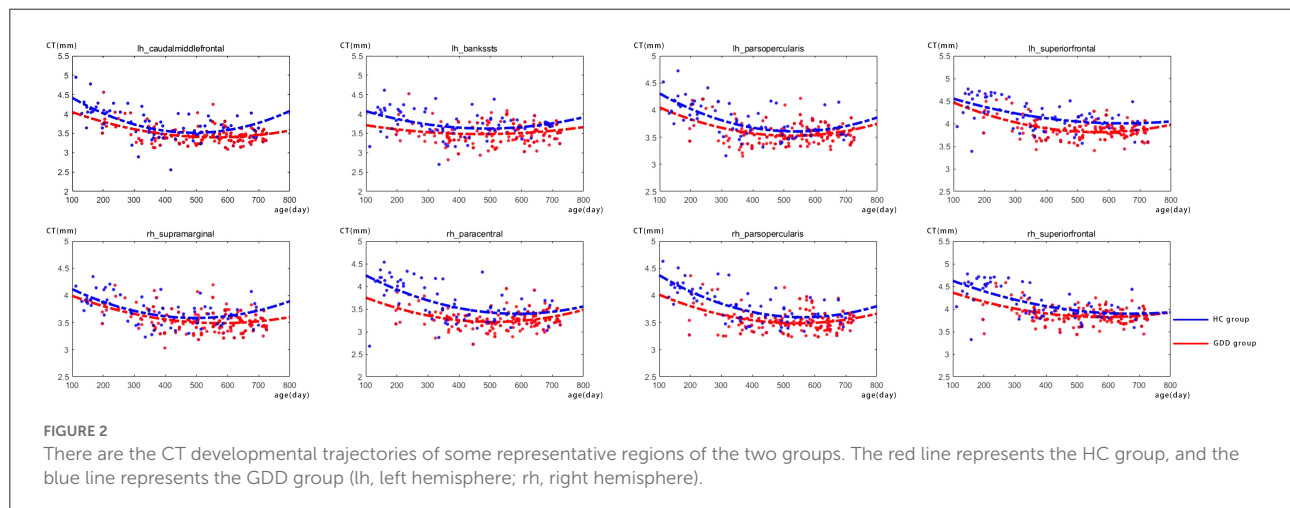 CT(mm) lh_caudalmiddlefrontal
5.5
5
4.5
4
3.5
3
2.5
2
100 200 300 400 500 600 700 800
age(day)
CT(mm) lh_bankssts
5.5
5
4.5
4
3.5
3
2.5
2
100 200 300 400 500 600 700 800
age(day)
CT(mm) lh_parsopercularis
5
4.5
4
3.5
3
2.5
100 200 300 400 500 600 700 800
age(day)
CT(mm) lh_superiorfrontal
5.5
5
4.5
4
3.5
3
2.5
100 200 300 400 500 600 700 800
age(day)
CT(mm) rh_supramarginal
5
4.5
4
3.5
3
2.5
100 200 300 400 500 600 700 800
age(day)
CT(mm) rh_paracentral
5
4.5
4
3.5
3
2.5
2
100 200 300 400 500 600 700 800
age(day)
CT(mm) rh_parsopercularis
5
4.5
4
3.5
3
2.5
100 200 300 400 500 600 700 800
age(day)
CT(mm) rh_superiorfrontal
5.5
5
4.5
4
3.5
3
2.5
100 200 300 400 500 600 700 800
age(day)
HC group
GDD group
FIGURE 2
There are the CT developmental trajectories of some representative regions of the two groups. The red line represents the HC group, and the
blue line represents the GDD group (lh, left hemisphere; rh, right hemisphere).